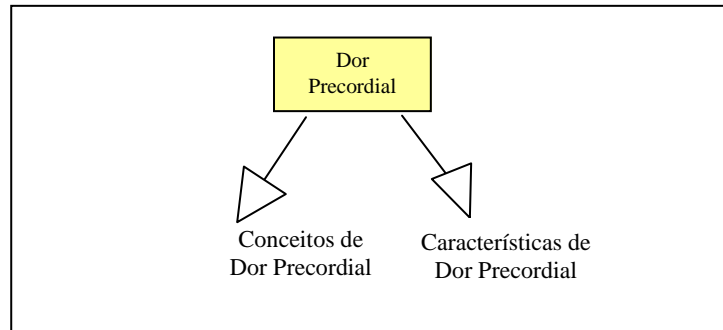 Dor
Precordial
Conceitos de
Dor Precordial
Características de
Dor Precordial